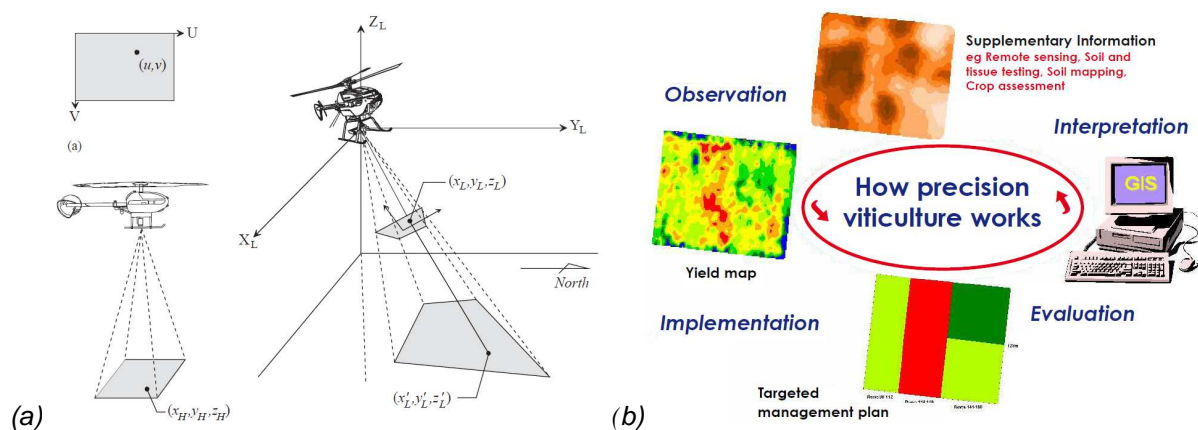 U
(u,v)
V
(a)
(x_H, y_H, z_H)
Z_L
Y_L
(x_L, y_L, z_L)
X_L
North
(x'_L, y'_L, z'_L)
(a)
Supplementary Information
eg Remote sensing, Soil and
tissue testing, Soil mapping,
Crop assessment
Observation
Interpretation
GIS
How precision
viticulture works
Yield map
Implementation
Evaluation
Targeted
management plan
(b)